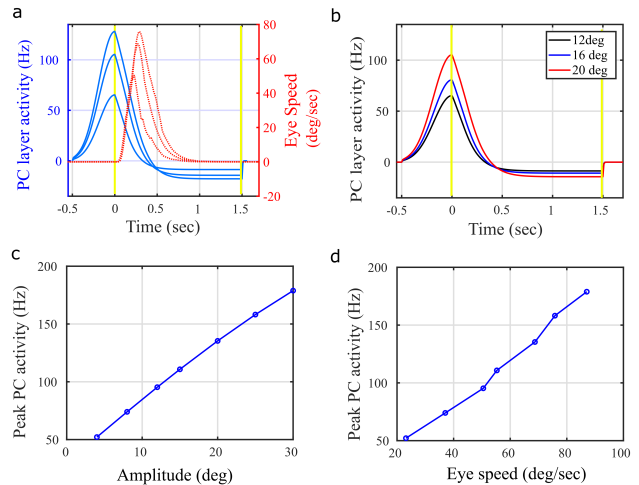 a
PC layer activity (Hz)
100
50
0
-0.5
0
0.5
1
1.5
Time (sec)
80
60
40
20
0
-20
Eye Speed
(deg/sec)
b
PC layer activity (Hz)
100
50
0
-0.5
0
0.5
1
1.5
Time (sec)
12deg
16 deg
20 deg
c
Peak PC activity (Hz)
200
150
100
50
0
10
20
30
Amplitude (deg)
d
Peak PC activity (Hz)
200
150
100
50
20
40
60
80
100
Eye speed (deg/sec)